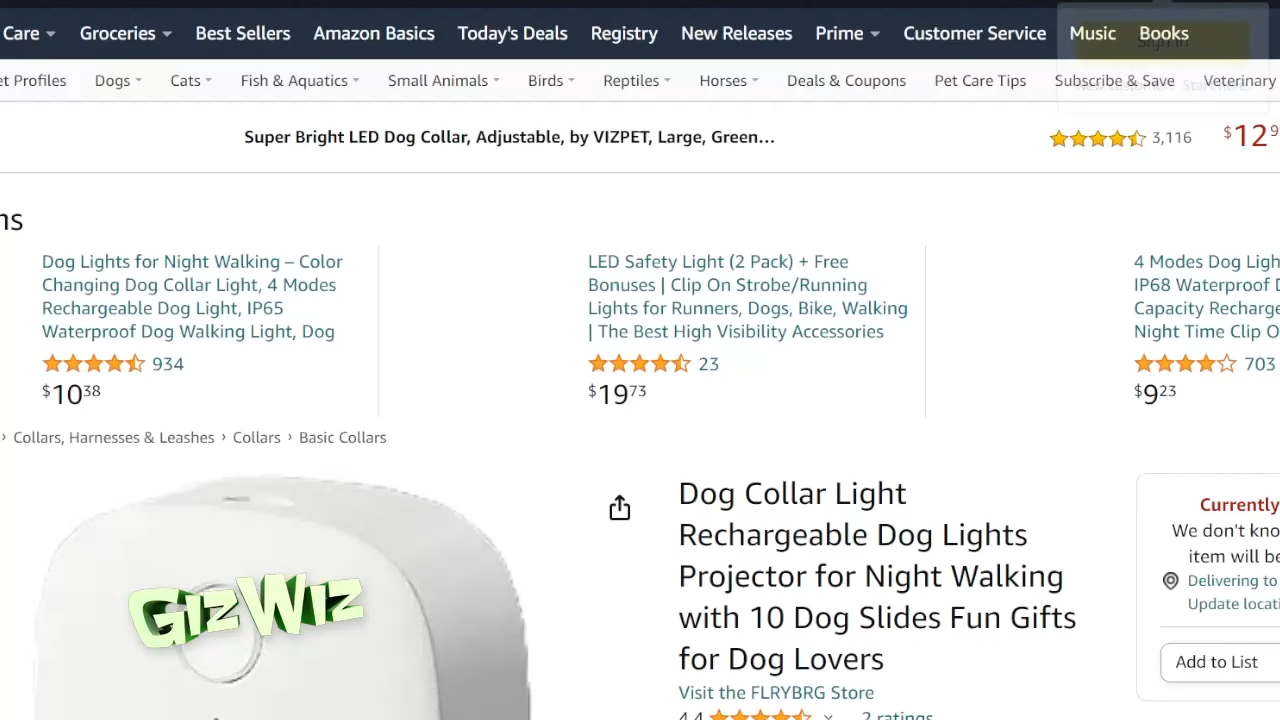 Care Groceries Best Sellers Amazon Basics Today's Deals Registry New Releases Prime Customer Service Music Books
Sign in
et Profiles Dogs Cats Fish & Aquatics Small Animals Birds Reptiles Horses Deals & Coupons Pet Care Tips Subscribe & Save Veterinary
Super Bright LED Dog Collar, Adjustable, by VIZPET, Large, Green... 3,116 $12 9
ns
Dog Lights for Night Walking – Color
Changing Dog Collar Light, 4 Modes
Rechargeable Dog Light, IP65
Waterproof Dog Walking Light, Dog
934
$10 38
LED Safety Light (2 Pack) + Free
Bonuses | Clip On Strobe/Running
Lights for Runners, Dogs, Bike, Walking
| The Best High Visibility Accessories
23
$19 73
4 Modes Dog Ligh
IP68 Waterproof D
Capacity Recharge
Night Time Clip O
703
$9 23
› Collars, Harnesses & Leashes › Collars › Basic Collars
GizWiz
Dog Collar Light
Rechargeable Dog Lights
Projector for Night Walking
with 10 Dog Slides Fun Gifts
for Dog Lovers
Visit the FLRYBRG Store
4.4 2 ratings
Currently
We don't kno
item will be
Delivering to
Update locati
Add to List